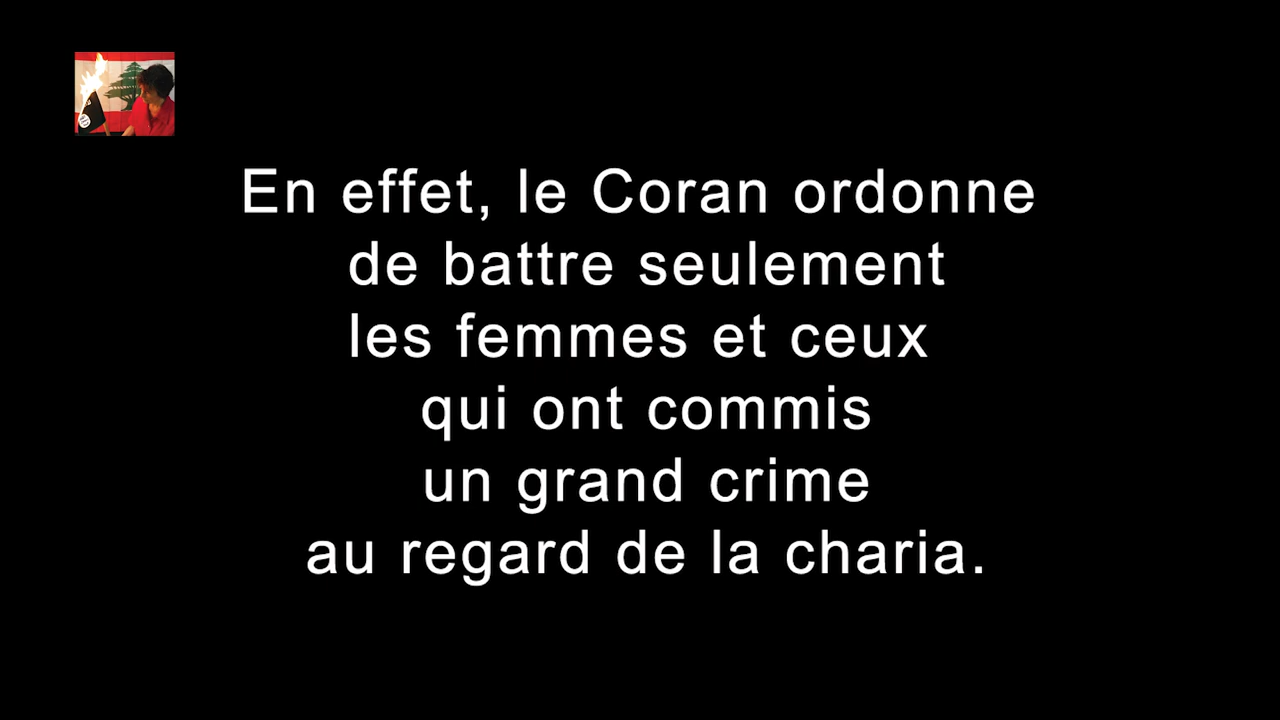 En effet, le Coran ordonne
de battre seulement
les femmes et ceux
qui ont commis
un grand crime
au regard de la charia.